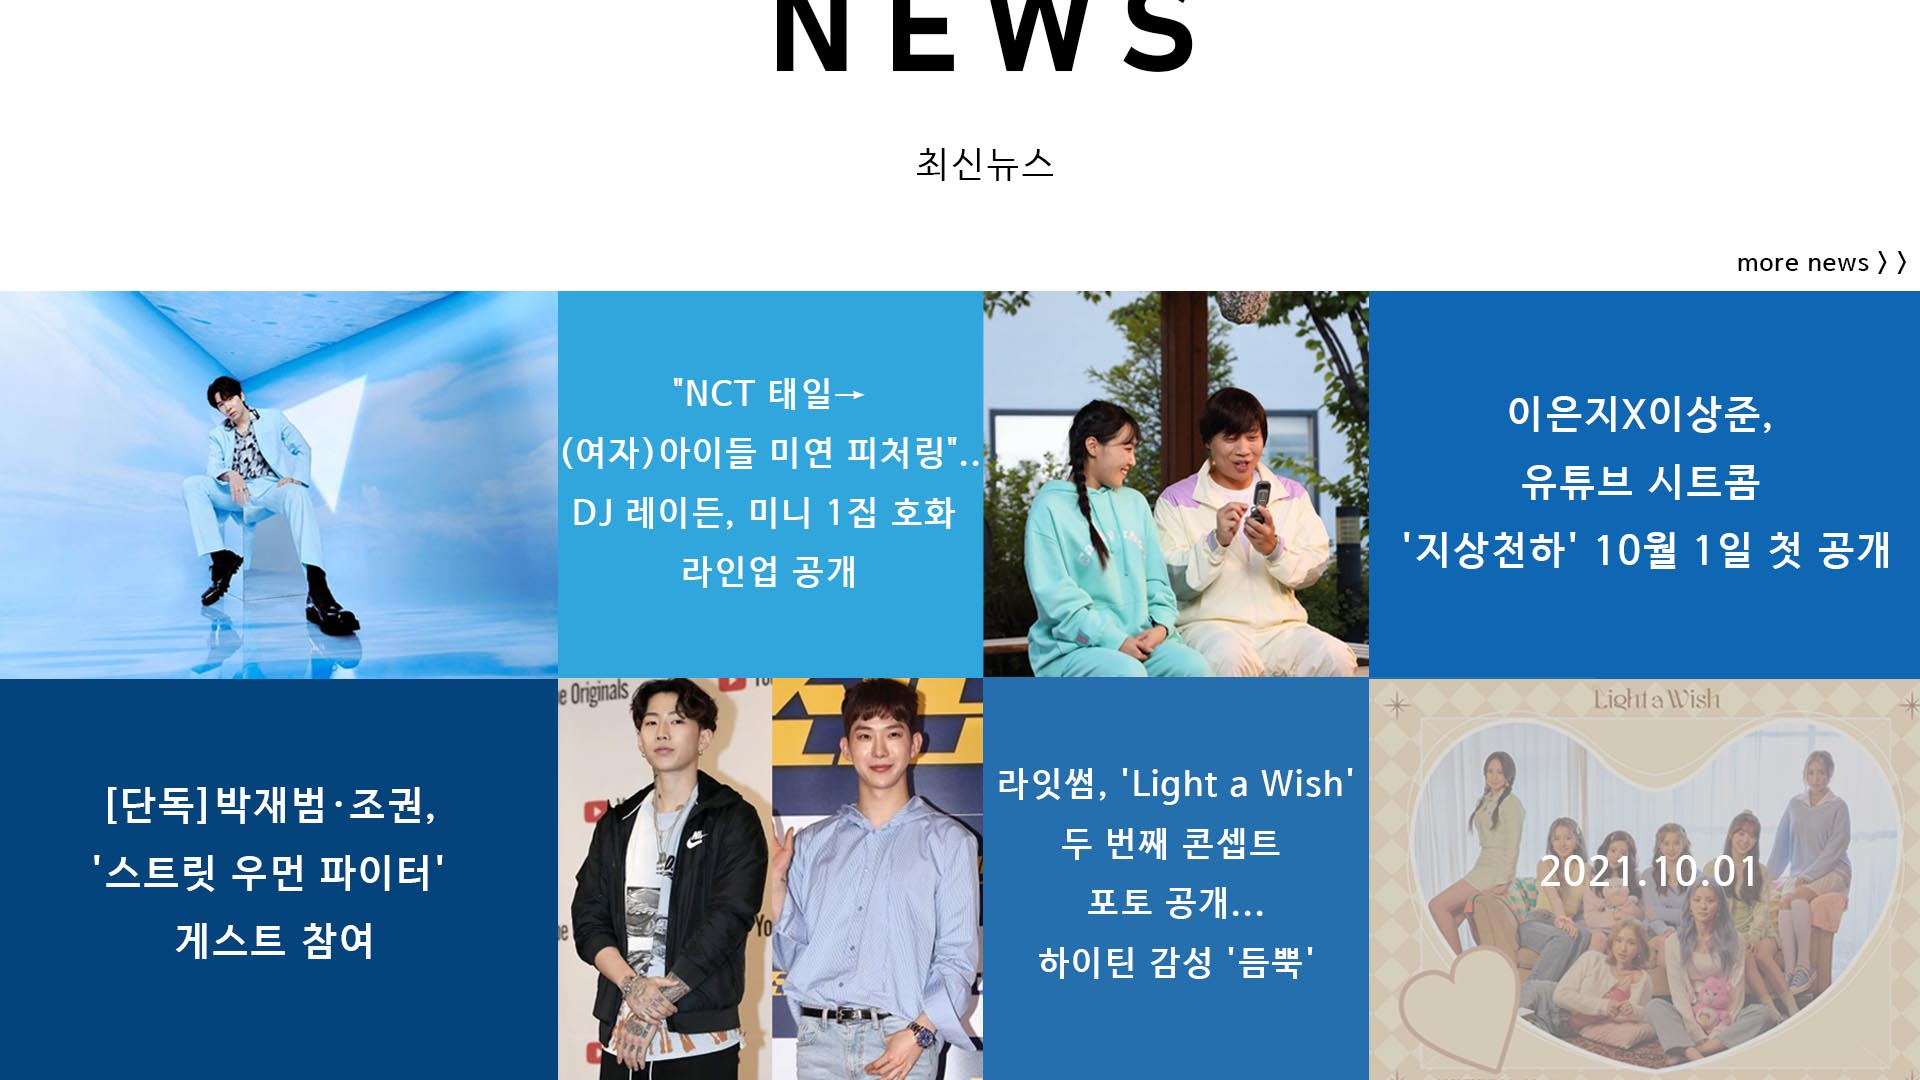 NEWS
최신뉴스
more news 〉〉
"NCT 태일→
(여자)아이들 미연 피처링"..
DJ 레이든, 미니 1집 호화
라인업 공개
이은지X이상준,
유튜브 시트콤
'지상천하' 10월 1일 첫 공개
[단독]박재범·조권,
'스트릿 우먼 파이터'
게스트 참여
e Originals
라잇썸, 'Light a Wish'
두 번째 콘셉트
포토 공개...
하이틴 감성 '듬뿍'
Light a Wish
2021.10.01